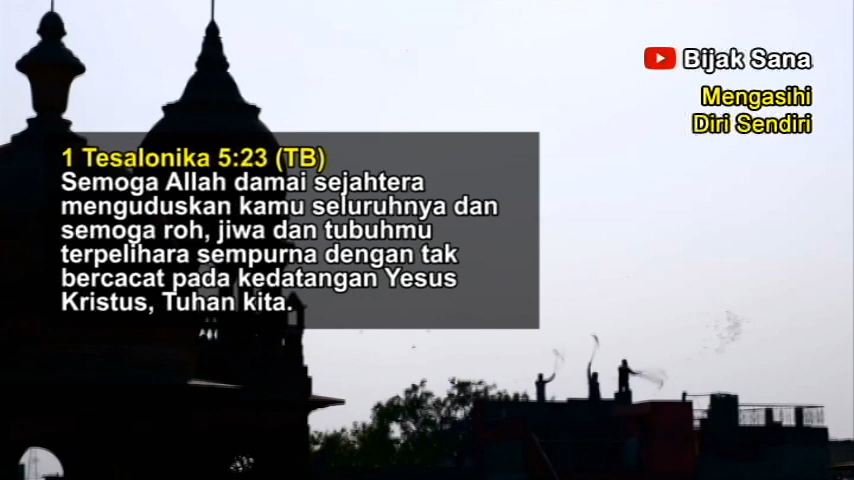 Bijak Sana
Mengasihi
Diri Sendiri
1 Tesalonika 5:23 (TB)
Semoga Allah damai sejahtera
menguduskan kamu seluruhnya dan
semoga roh, jiwa dan tubuhmu
terpelihara sempurna dengan tak
bercacat pada kedatangan Yesus
Kristus, Tuhan kita.